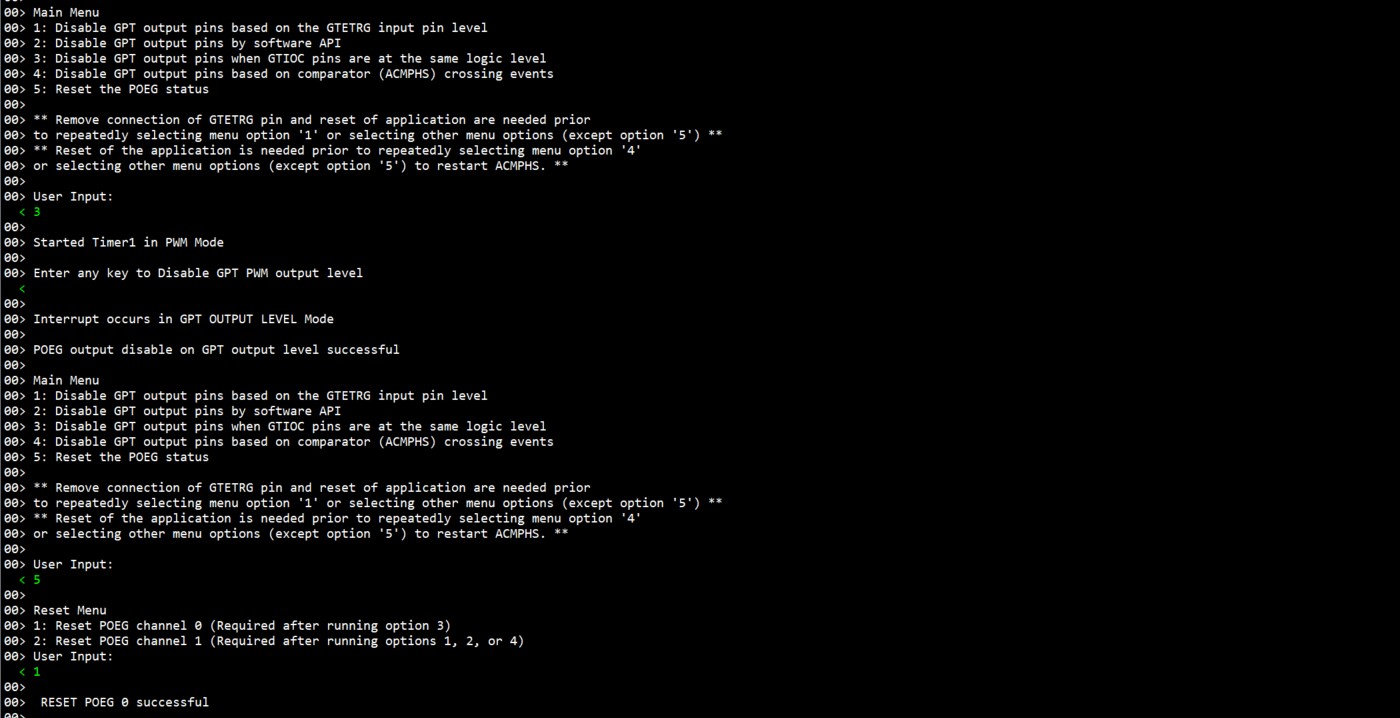 00> Main Menu
00> 1: Disable GPT output pins based on the GTETRG input pin level
00> 2: Disable GPT output pins by software API
00> 3: Disable GPT output pins when GTIOC pins are at the same logic level
00> 4: Disable GPT output pins based on comparator (ACMPHS) crossing events
00> 5: Reset the POEG status
00>
00> ** Remove connection of GTETRG pin and reset of application are needed prior
00> to repeatedly selecting menu option '1' or selecting other menu options (except option '5') **
00> ** Reset of the application is needed prior to repeatedly selecting menu option '4'
00> or selecting other menu options (except option '5') to restart ACMPHS. **
00>
00> User Input:
< 3
00>
00> Started Timer1 in PWM Mode
00>
00> Enter any key to Disable GPT PWM output level
<
00>
00> Interrupt occurs in GPT OUTPUT LEVEL Mode
00>
00> POEG output disable on GPT output level successful
00>
00> Main Menu
00> 1: Disable GPT output pins based on the GTETRG input pin level
00> 2: Disable GPT output pins by software API
00> 3: Disable GPT output pins when GTIOC pins are at the same logic level
00> 4: Disable GPT output pins based on comparator (ACMPHS) crossing events
00> 5: Reset the POEG status
00>
00> ** Remove connection of GTETRG pin and reset of application are needed prior
00> to repeatedly selecting menu option '1' or selecting other menu options (except option '5') **
00> ** Reset of the application is needed prior to repeatedly selecting menu option '4'
00> or selecting other menu options (except option '5') to restart ACMPHS. **
00>
00> User Input:
< 5
00>
00> Reset Menu
00> 1: Reset POEG channel 0 (Required after running option 3)
00> 2: Reset POEG channel 1 (Required after running options 1, 2, or 4)
00> User Input:
< 1
00>
00>  RESET POEG 0 successful
00>